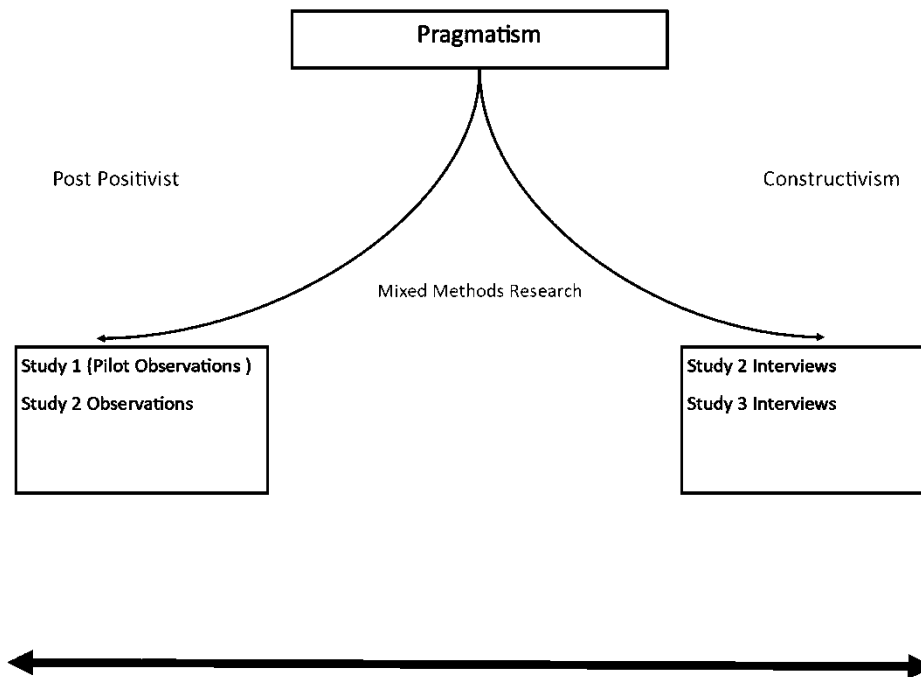 Pragmatism
Post Positivist
Constructivism
Mixed Methods Research
Study 1 (Pilot Observations )
Study 2 Observations
Study 2 Interviews
Study 3 Interviews